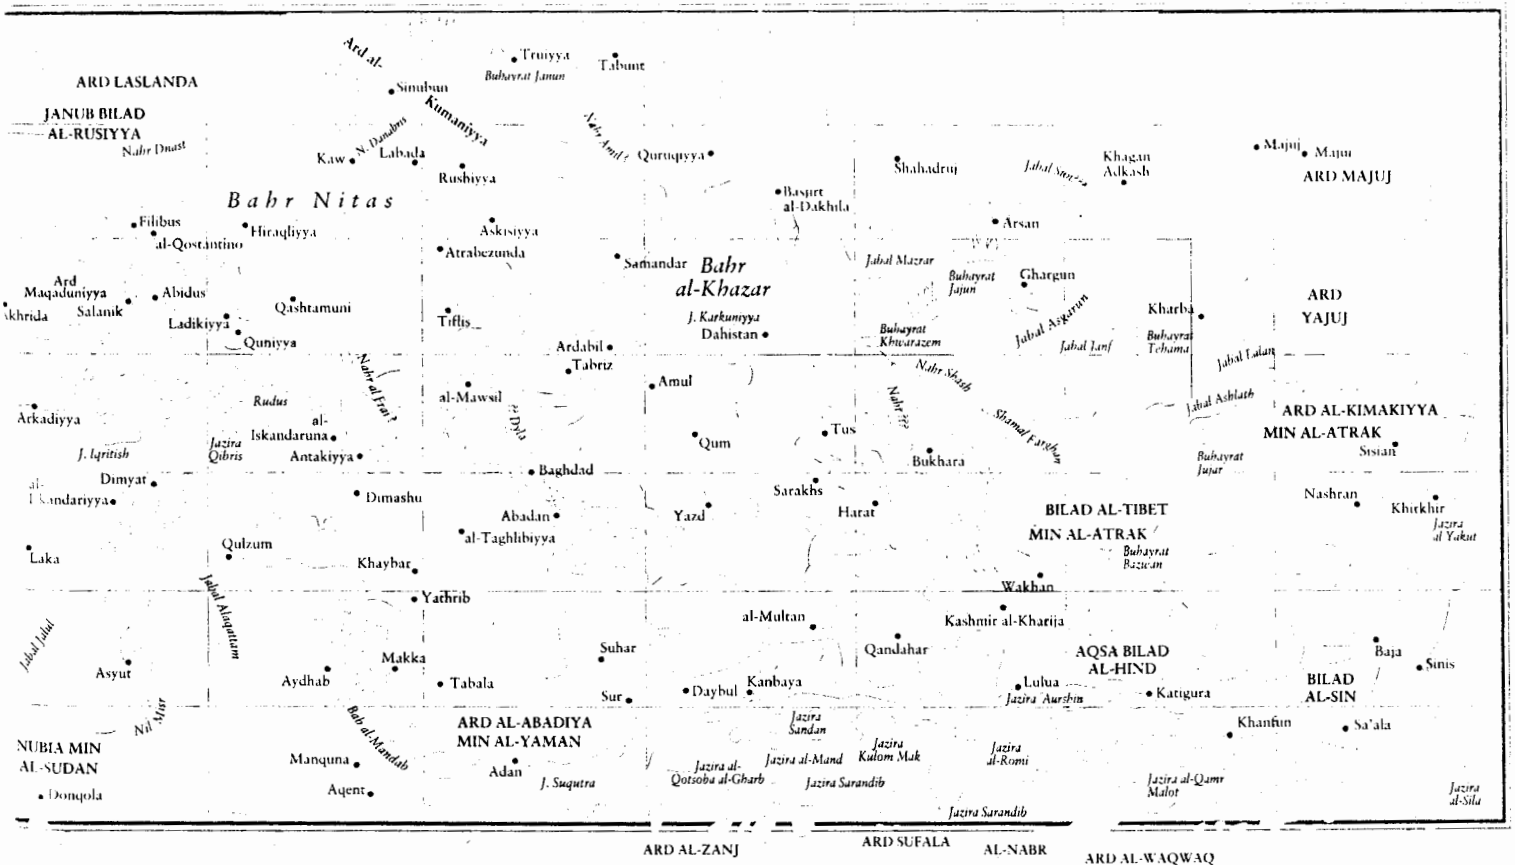 Ard al-
Truiyya
Tabunt
Buhayrat Janun
ARD LASLANDA
Sinubun
Kumaniyya
JANUB BILAD
AL-RUSIYYA
Nahr Dnast
N. Danabris
Nahr Amil?
Kaw
Labada
Rushiyya
Quruqiyya
Shahadruj
Khagan
Adkash
Majuj
Majuj
ARD MAJUJ
Bahr Nitas
Basjirt
al-Dakhila
Filibus
al-Qostantino
Hiraqliyya
Askisiyya
Atrabezunda
Arsan
Samandar
Bahr
al-Khazar
Jabal Mazrar
Buhayrat
Jajun
Ghargun
Ard
Maqaduniyya
Abidus
Salanik
Ladikiyya
Qashtamuni
Quniyya
Tiflis
J. Karkuniyya
Dahistan
Buhayrat
Khwarazem
Jabal Asgarun
Jabal Janf
Kharba
Buhayrat
Tehama
ARD
YAJUJ
Jabal Lalan
Ardabil
Tabriz
Amul
Nahr al Frat?
Nahr Shash
Nahr ???
Shamal Farghan
Jabal Ashlath
Arkadiyya
Rudus
al-Mawsil
?? Dyla
ARD AL-KIMAKIYYA
MIN AL-ATRAK
Sisian
al-
Iskandaruna
Antakiyya
J. Iqritish
Jazira
Qibris
Qum
Tus
Bukhara
Buhayrat
Jujar
Dimyat
Baghdad
Dimashu
Abadan
al-Taghlibiyya
Yazd
Sarakhs
Harat
BILAD AL-TIBET
MIN AL-ATRAK
Nashran
Khirkhir
Jazira
al Yakut
Laka
Qulzum
Khaybar
Yathrib
Buhayrat
Bazwan
Wakhan
Jabal Jalul
Jabal Alaqattam
al-Multan
Kashmir al-Kharija
Qandahar
AQSA BILAD
AL-HIND
Baja
Sinis
Asyut
Aydhab
Makka
Tabala
Suhar
Sur
Daybul
Kanbaya
Lulua
Jazira Aurshin
Katigura
BILAD
AL-SIN
Nil Misr
Bab al-Mandab
ARD AL-ABADIYA
MIN AL-YAMAN
Jazira
Sandan
Khanfun
Sa'ala
NUBIA MIN
AL-SUDAN
Manquna
Adan
J. Suqutra
Jazira al-
Qotsoba al-Gharb
Jazira al-Mand
Jazira
Kulom Mak
Jazira Sarandib
Jazira
al-Romi
Jazira al-Qamr
Malot
Donqola
Aqent
Jazira
al-Sila
Jazira Sarandib
ARD AL-ZANJ
ARD SUFALA
AL-NABR
ARD AL-WAQWAQ